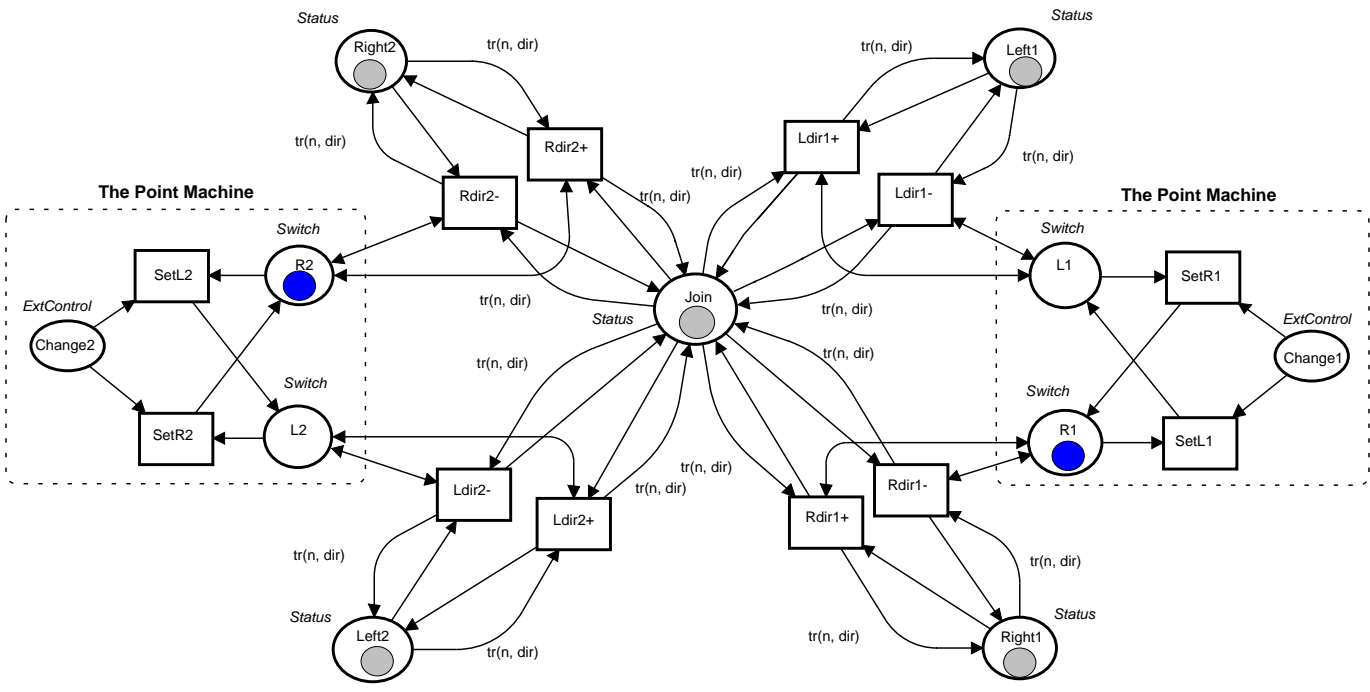 Status
Status
Right2
tr(n, dir)
tr(n, dir)
Left1
Ldir1+
Rdir2+
tr(n, dir)
tr(n, dir)
tr(n, dir)
The Point Machine
Rdir2-
tr(n, dir)
Ldir1-
The Point Machine
Switch
Switch
SetL2
R2
L1
SetR1
ExtControl
tr(n, dir)
Join
tr(n, dir)
ExtControl
Status
Change2
tr(n, dir)
tr(n, dir)
Change1
Switch
Switch
SetR2
L2
R1
SetL1
tr(n, dir)
Ldir2-
tr(n, dir)
Rdir1-
Ldir2+
Rdir1+
tr(n, dir)
tr(n, dir)
Status
Status
Left2
tr(n, dir)
tr(n, dir)
Right1